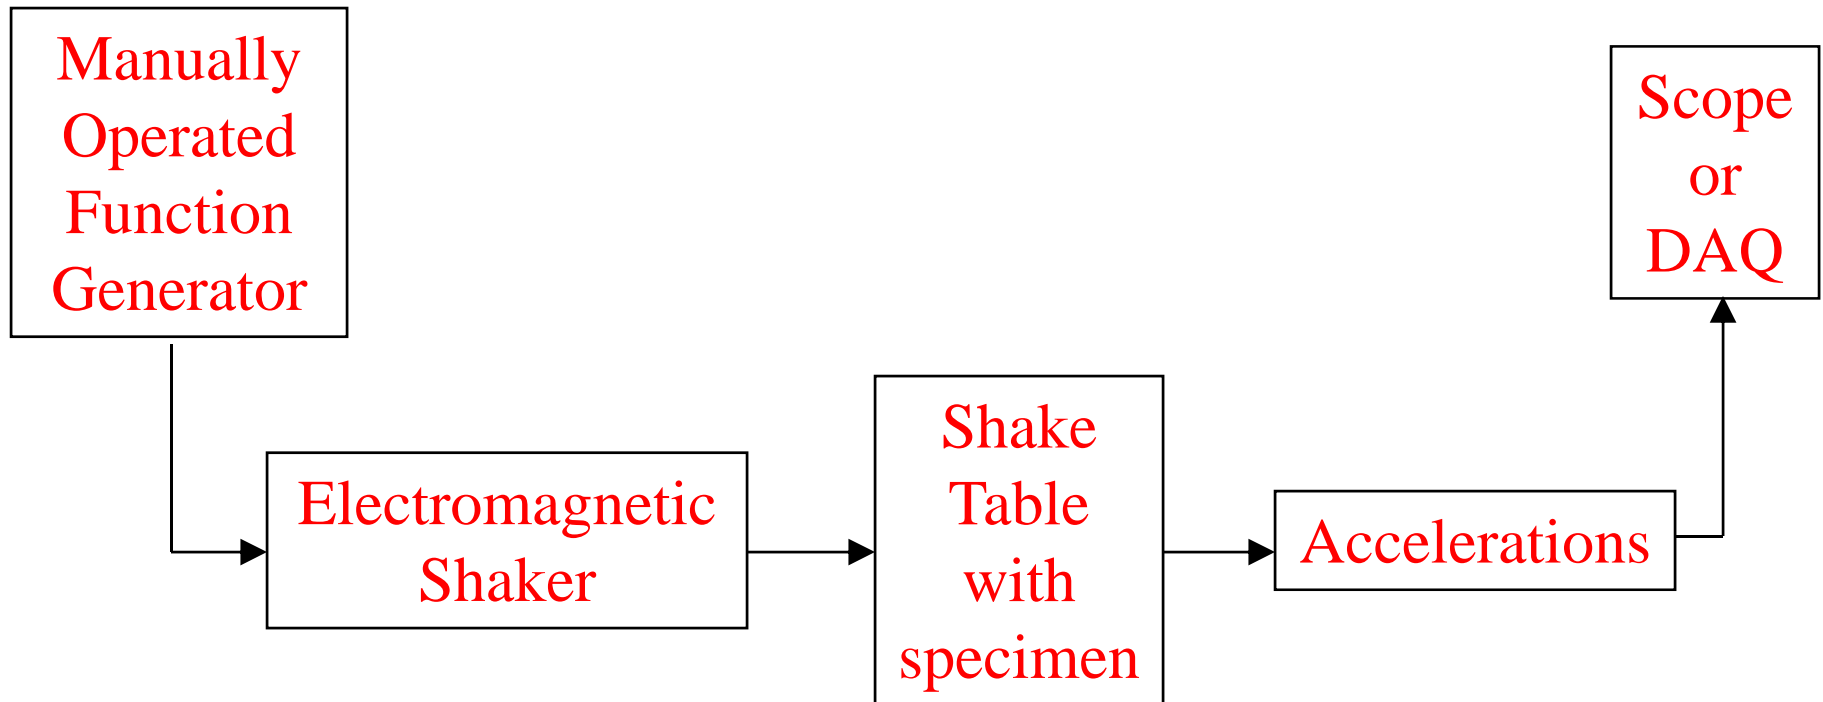 Manually
Operated
Function
Generator
Electromagnetic
Shaker
Shake
Table
with
specimen
Accelerations
Scope
or
DAQ